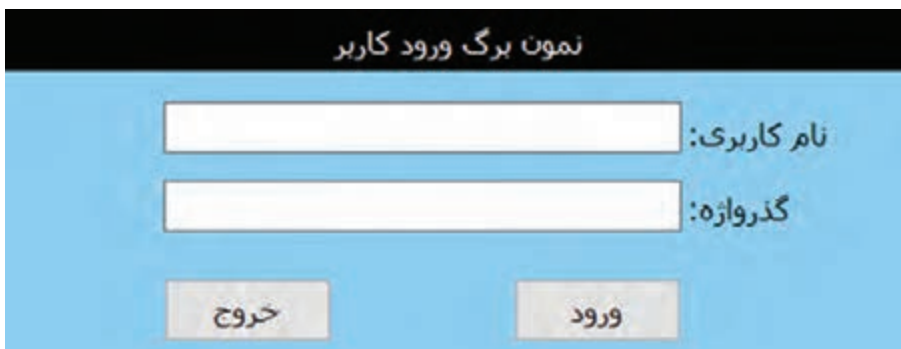 نمون برگ ورود کاربر
نام کاربری:
گذرواژه:
ورود خروج